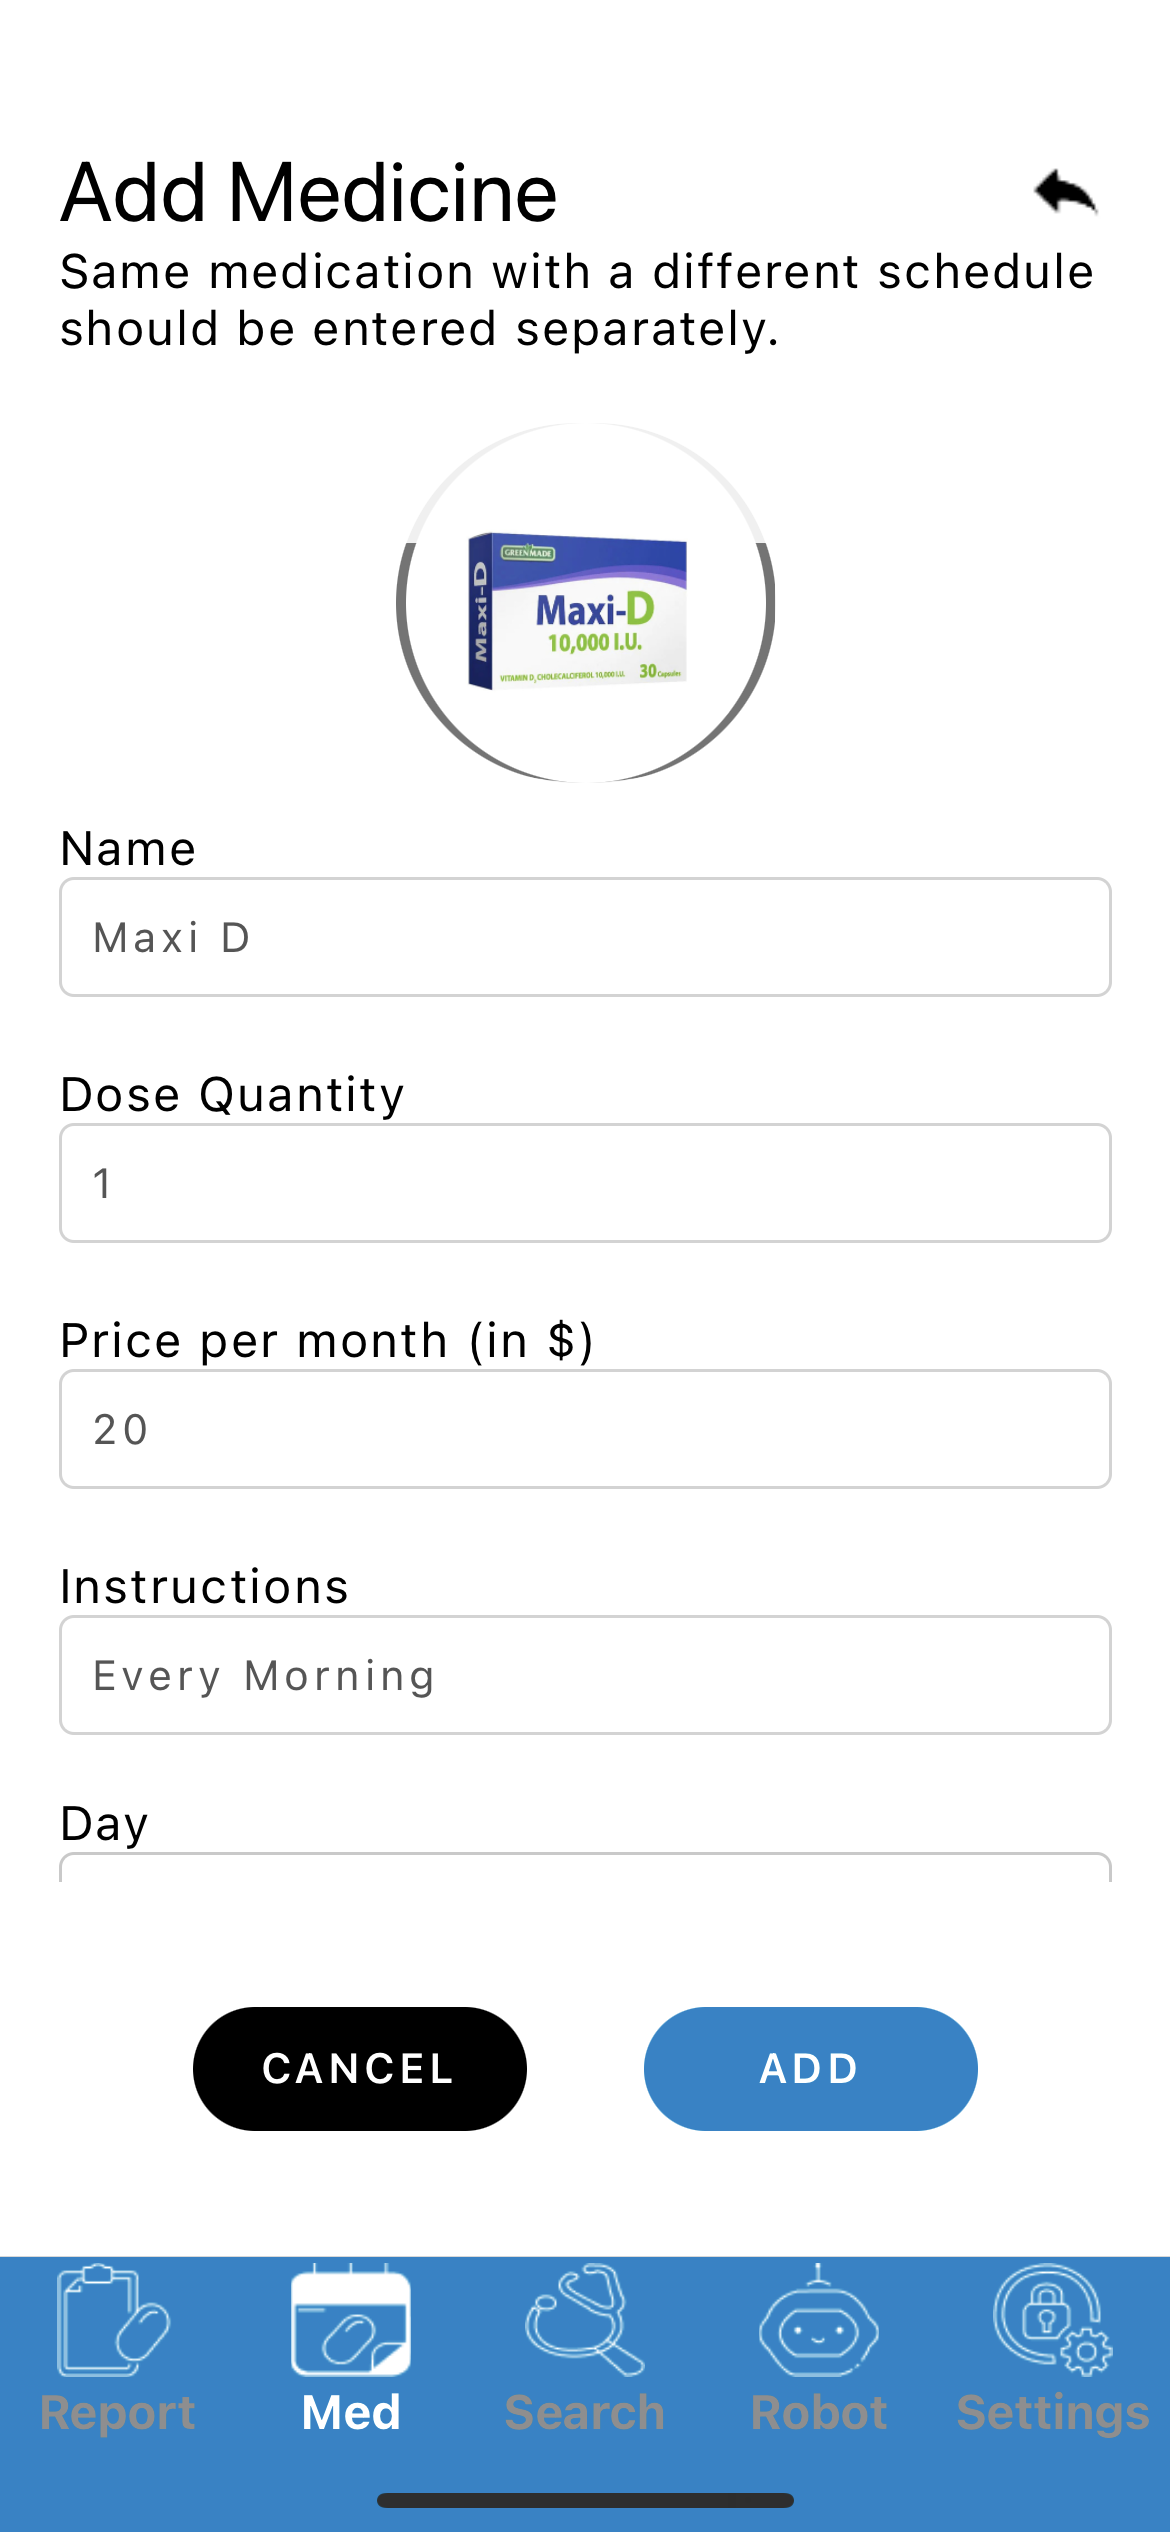 Add Medicine
Same medication with a different schedule
should be entered separately.
GREENMADE
Maxi-D
Maxi-D
10,000 I.U.
VITAMIN D3 CHOLECALCIFEROL 10,000 I.U.
30 Capsules
Name
Maxi D
Dose Quantity
1
Price per month (in $)
20
Instructions
Every Morning
Day
CANCEL
ADD
Report
Med
Search
Robot
Settings